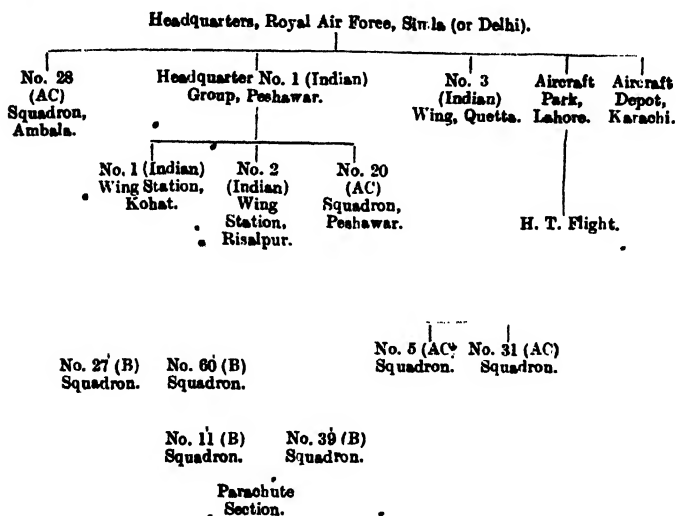 Headquarters, Royal Air Force, Simla (or Delhi).
No. 28
(AC)
Squadron,
Ambala.
Headquarter No. 1 (Indian)
Group, Peshawar.
No. 3
(Indian)
Wing, Quetta.
Aircraft
Park,
Lahore.
Aircraft
Depot,
Karachi.
No. 1 (Indian)
Wing Station,
Kohat.
No. 2
(Indian)
Wing
Station,
Risalpur.
No. 20
(AC)
Squadron,
Peshawar.
H. T. Flight.
No. 27 (B)
Squadron.
No. 60 (B)
Squadron.
No. 5 (AC)
Squadron.
No. 31 (AC)
Squadron.
No. 11 (B)
Squadron.
No. 39 (B)
Squadron.
Parachute
Section.